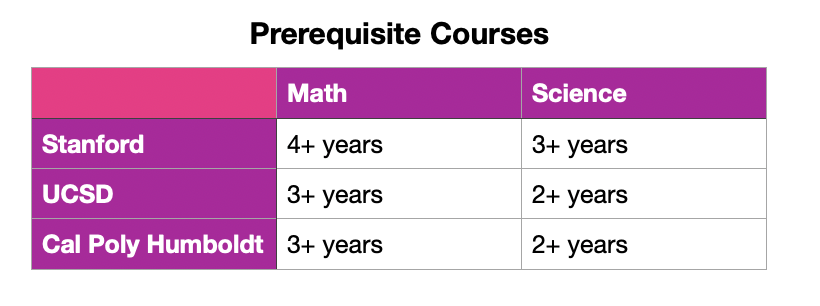 Prerequisite Courses
Math Science
Stanford 4+ years 3+ years
UCSD 3+ years 2+ years
Cal Poly Humboldt 3+ years 2+ years